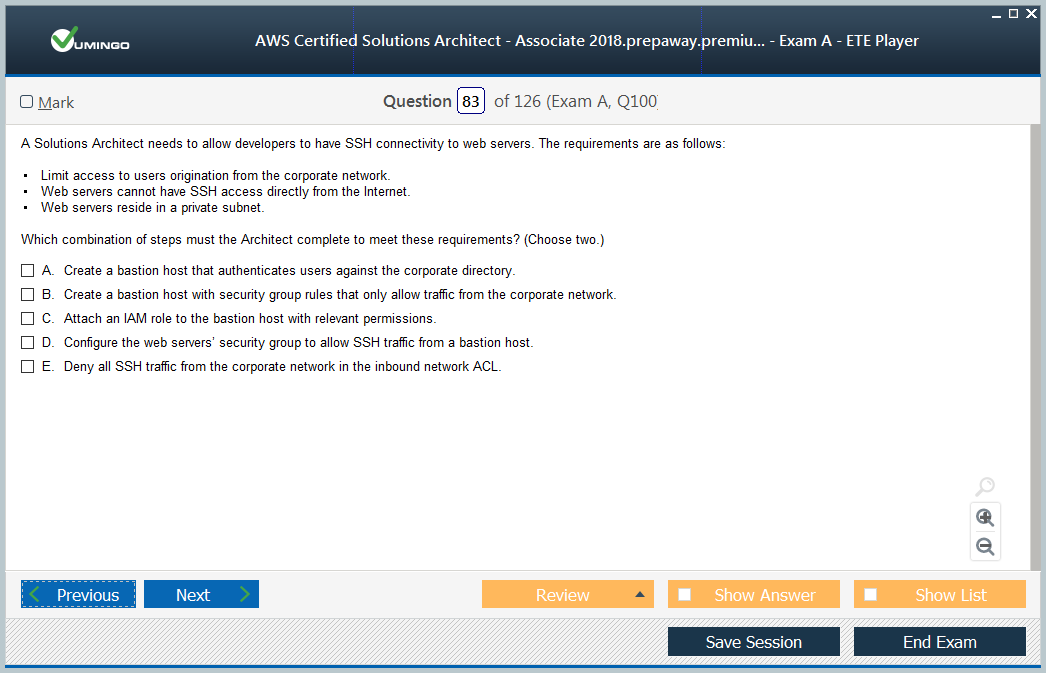 VUMINGO
AWS Certified Solutions Architect - Associate 2018.prepaway.premiu... - Exam A - ETE Player
Mark
Question 83 of 126 (Exam A, Q100)
A Solutions Architect needs to allow developers to have SSH connectivity to web servers. The requirements are as follows:
▪ Limit access to users origination from the corporate network.
▪ Web servers cannot have SSH access directly from the Internet.
▪ Web servers reside in a private subnet.
Which combination of steps must the Architect complete to meet these requirements? (Choose two.)
A. Create a bastion host that authenticates users against the corporate directory.
B. Create a bastion host with security group rules that only allow traffic from the corporate network.
C. Attach an IAM role to the bastion host with relevant permissions.
D. Configure the web servers' security group to allow SSH traffic from a bastion host.
E. Deny all SSH traffic from the corporate network in the inbound network ACL.
Previous Next Review Show Answer Show List
Save Session End Exam